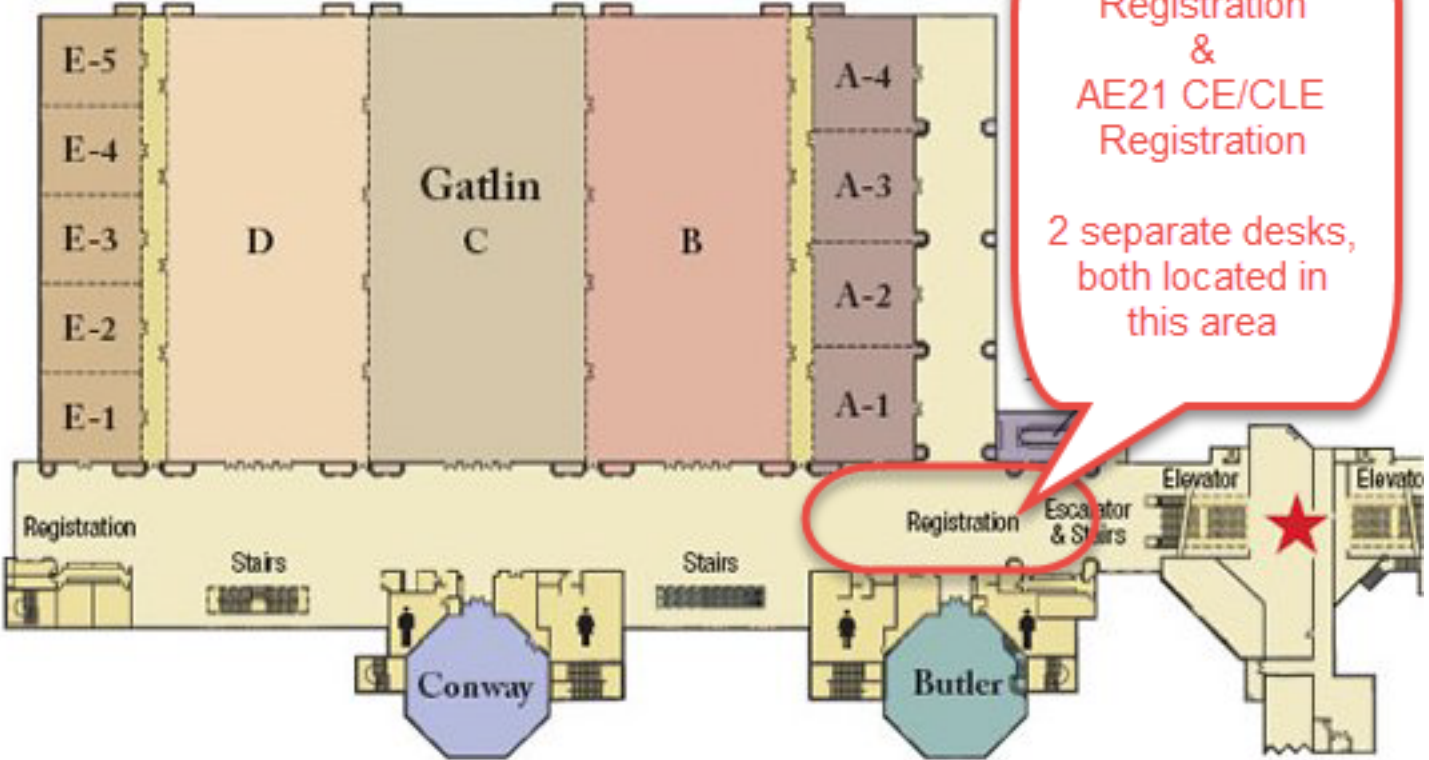 Registration
&
AE21 CE/CLE
Registration
2 separate desks,
both located in
this area
E-5
E-4
E-3
E-2
E-1
D
Gatlin
C
B
A-4
A-3
A-2
A-1
Registration
Stairs
Stairs
Registration
Escalator
& Stairs
Elevator
Conway
Butler